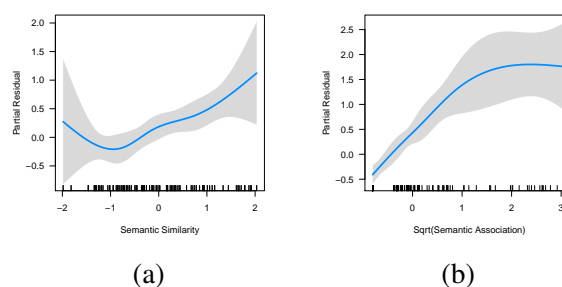 2.0
1.5
1.0
0.5
0.0
−0.5
Partial Residual
−2 −1 0 1 2
Semantic Similarity
(a)
2.5
2.0
1.5
1.0
0.5
0.0
−0.5
Partial Residual
0 1 2 3
Sqrt(Semantic Association)
(b)